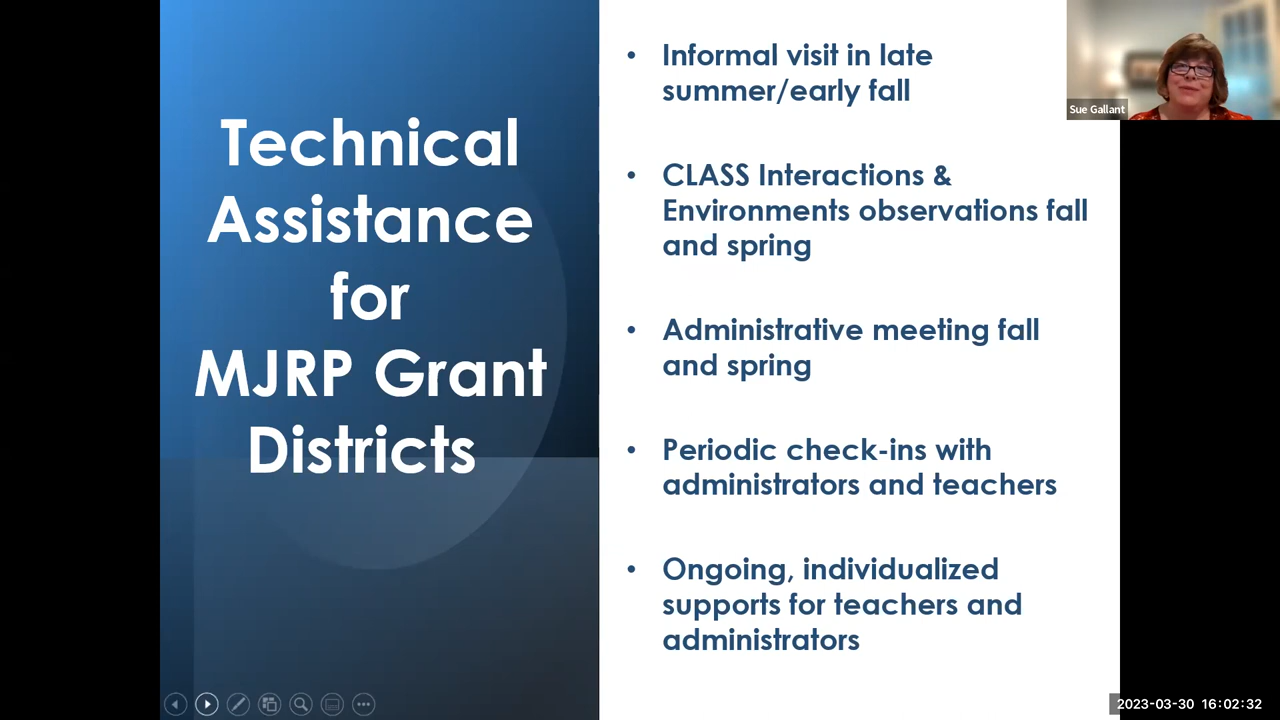 Technical
Assistance
for
MJRP Grant
Districts
• Informal visit in late
summer/early fall
• CLASS Interactions &
Environments observations fall
and spring
• Administrative meeting fall
and spring
• Periodic check-ins with
administrators and teachers
• Ongoing, individualized
supports for teachers and
administrators
Sue Gallant
2023-03-30 16:02:32